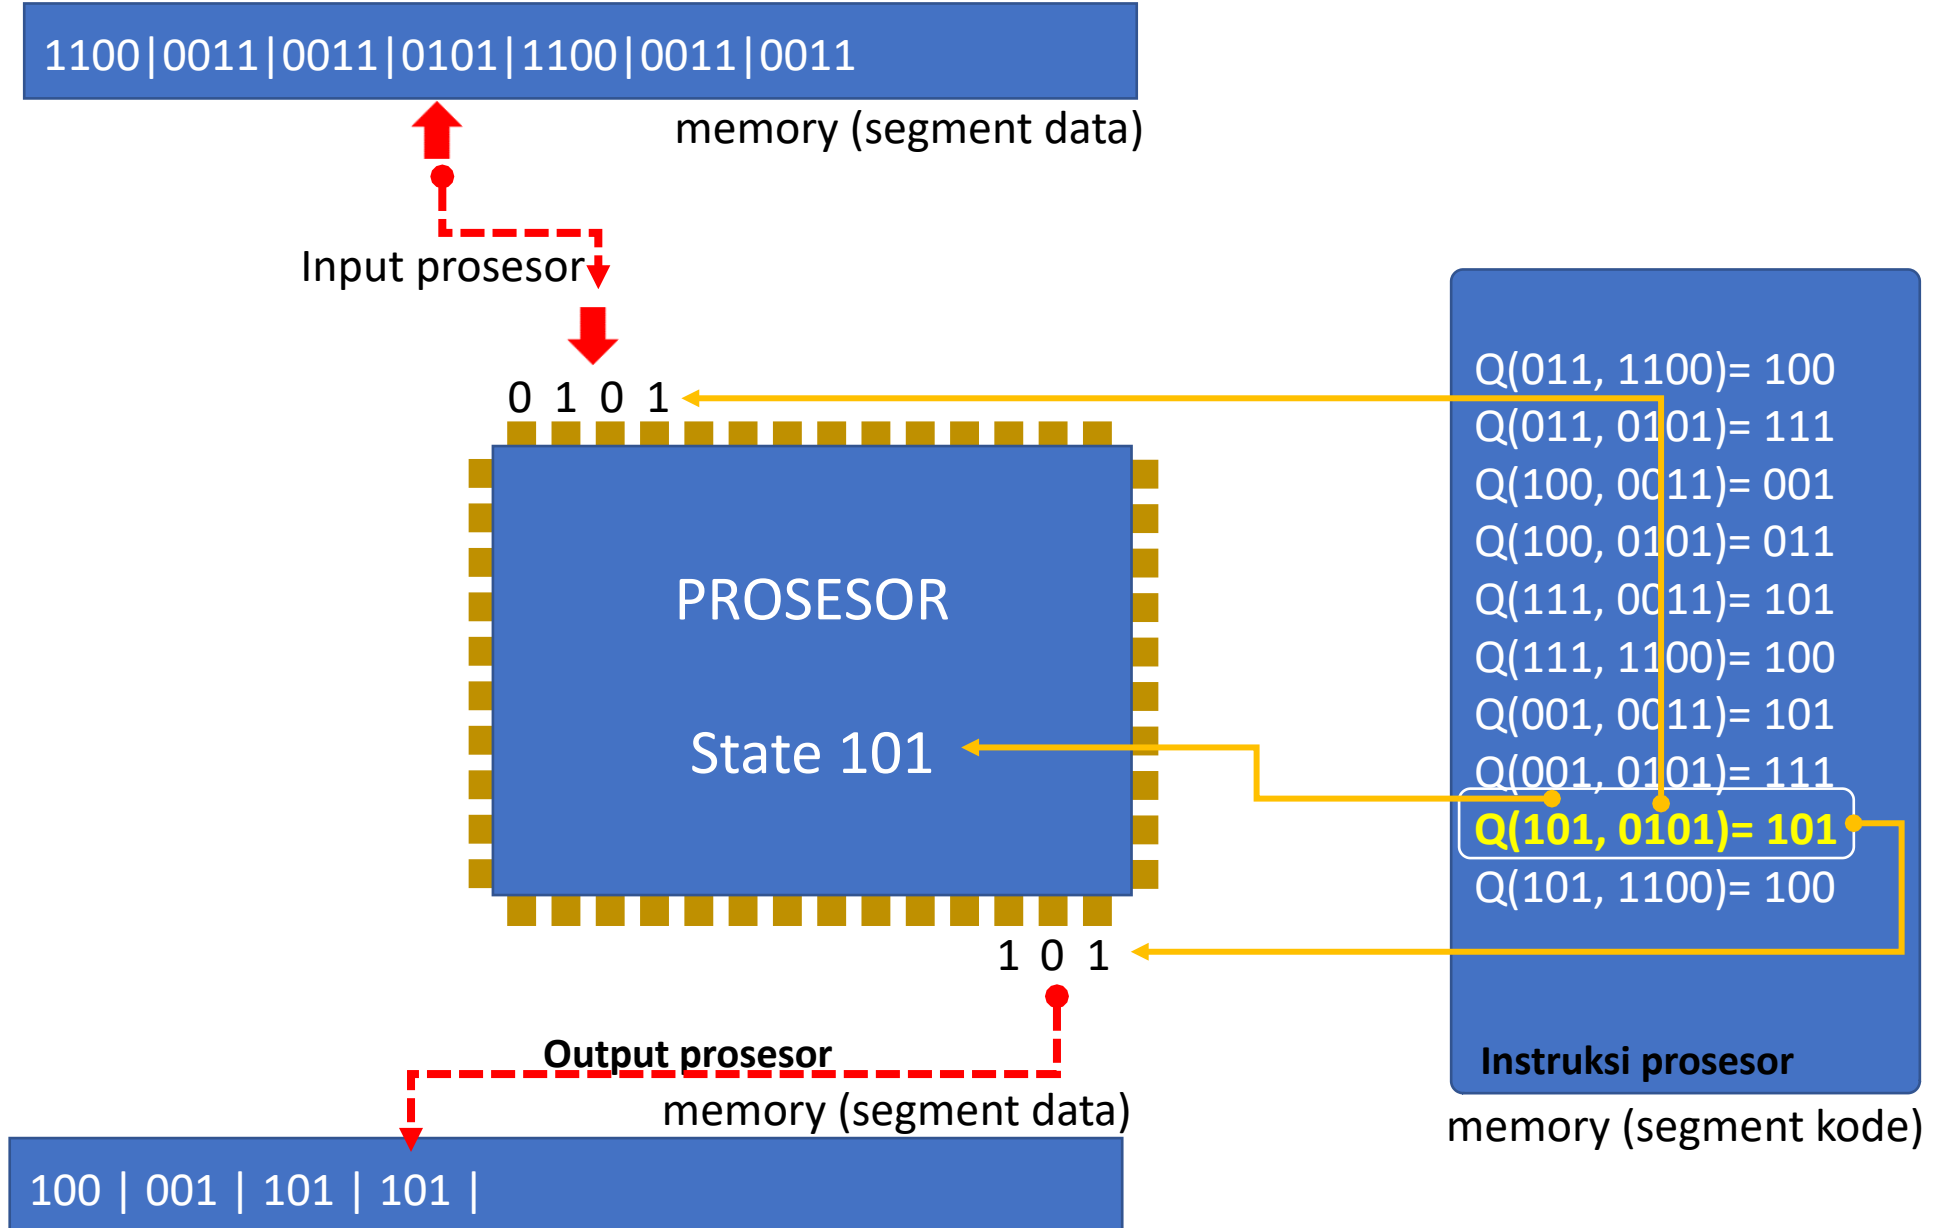 1100|0011|0011|0101|1100|0011|0011
memory (segment data)
Input prosesor
0 1 0 1
PROSESOR
State 101
1 0 1
Output prosesor
memory (segment data)
100 | 001 | 101 | 101 |
Q(011, 1100)= 100
Q(011, 0101)= 111
Q(100, 0011)= 001
Q(100, 0101)= 011
Q(111, 0011)= 101
Q(111, 1100)= 100
Q(001, 0011)= 101
Q(001, 0101)= 111
Q(101, 0101)= 101
Q(101, 1100)= 100
Instruksi prosesor
memory (segment kode)